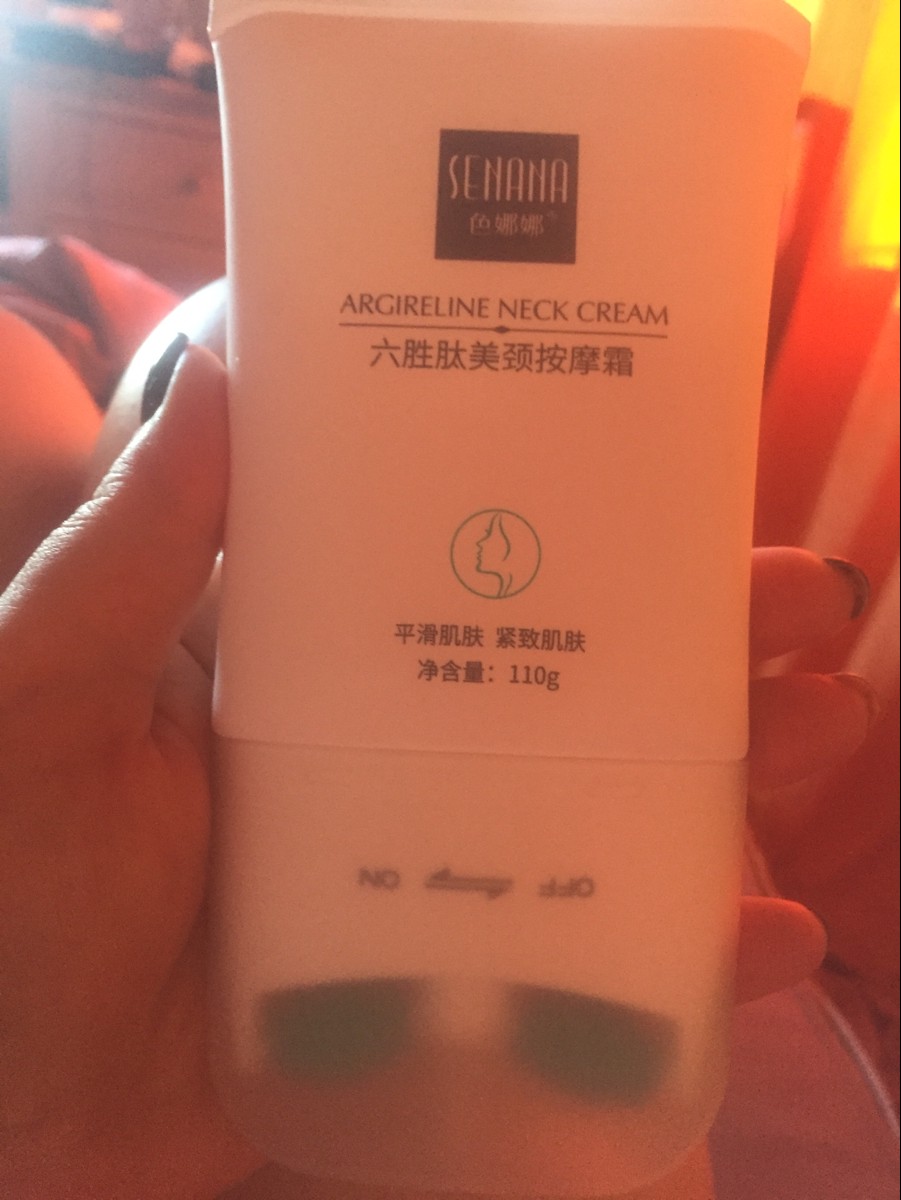 SENANA
色娜娜®
ARGIRELINE NECK CREAM
六胜肽美颈按摩霜
平滑肌肤 紧致肌肤
净含量：110g
ON OFF